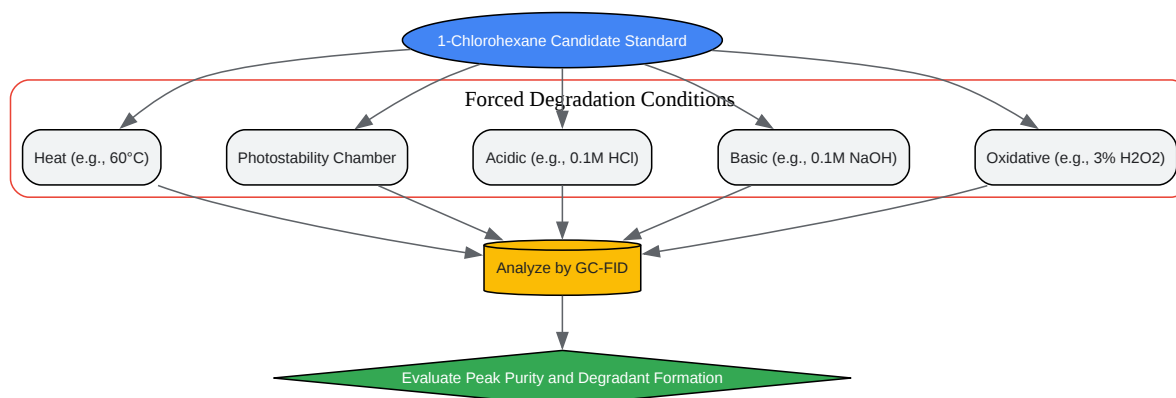 1-Chlorohexane Candidate Standard
Forced Degradation Conditions
Heat (e.g., 60°C)
Photostability Chamber
Acidic (e.g., 0.1M HCl)
Basic (e.g., 0.1M NaOH)
Oxidative (e.g., 3% H2O2)
Analyze by GC-FID
Evaluate Peak Purity and Degradant Formation